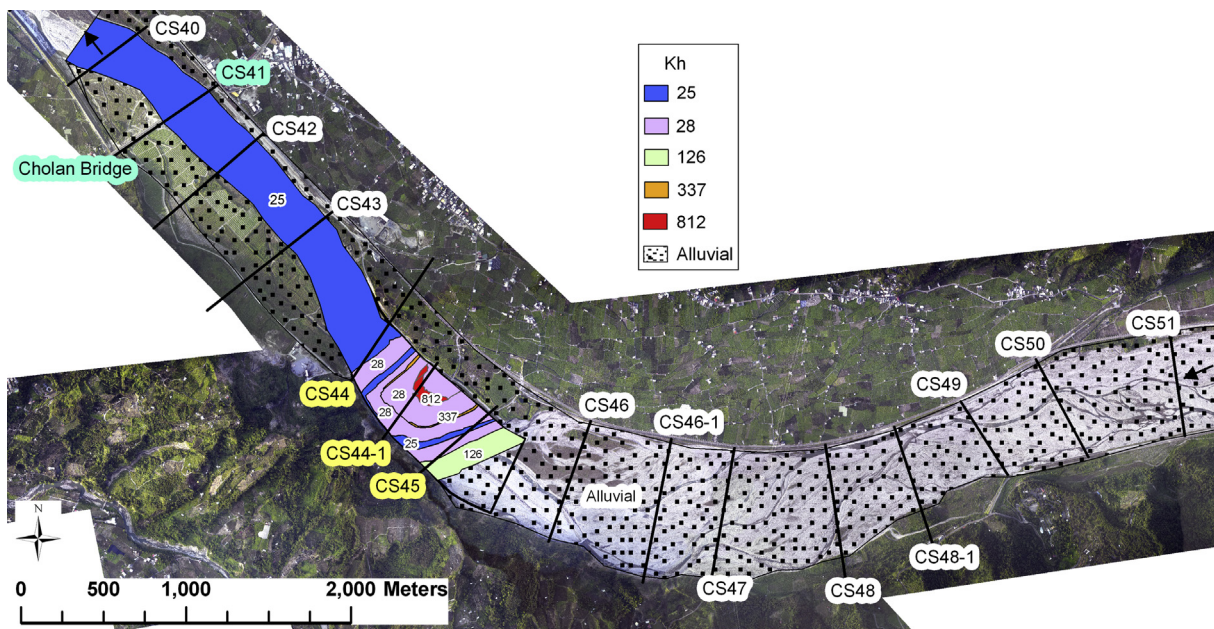 CS40
CS41
CS42
Cholan Bridge
25
CS43
Kh
25
28
126
337
812
Alluvial
28
CS44
28
812
28
337
25
CS44-1
126
CS45
CS46
CS46-1
Alluvial
CS47
CS48
CS48-1
CS49
CS50
CS51
N
0 500 1,000 2,000 Meters